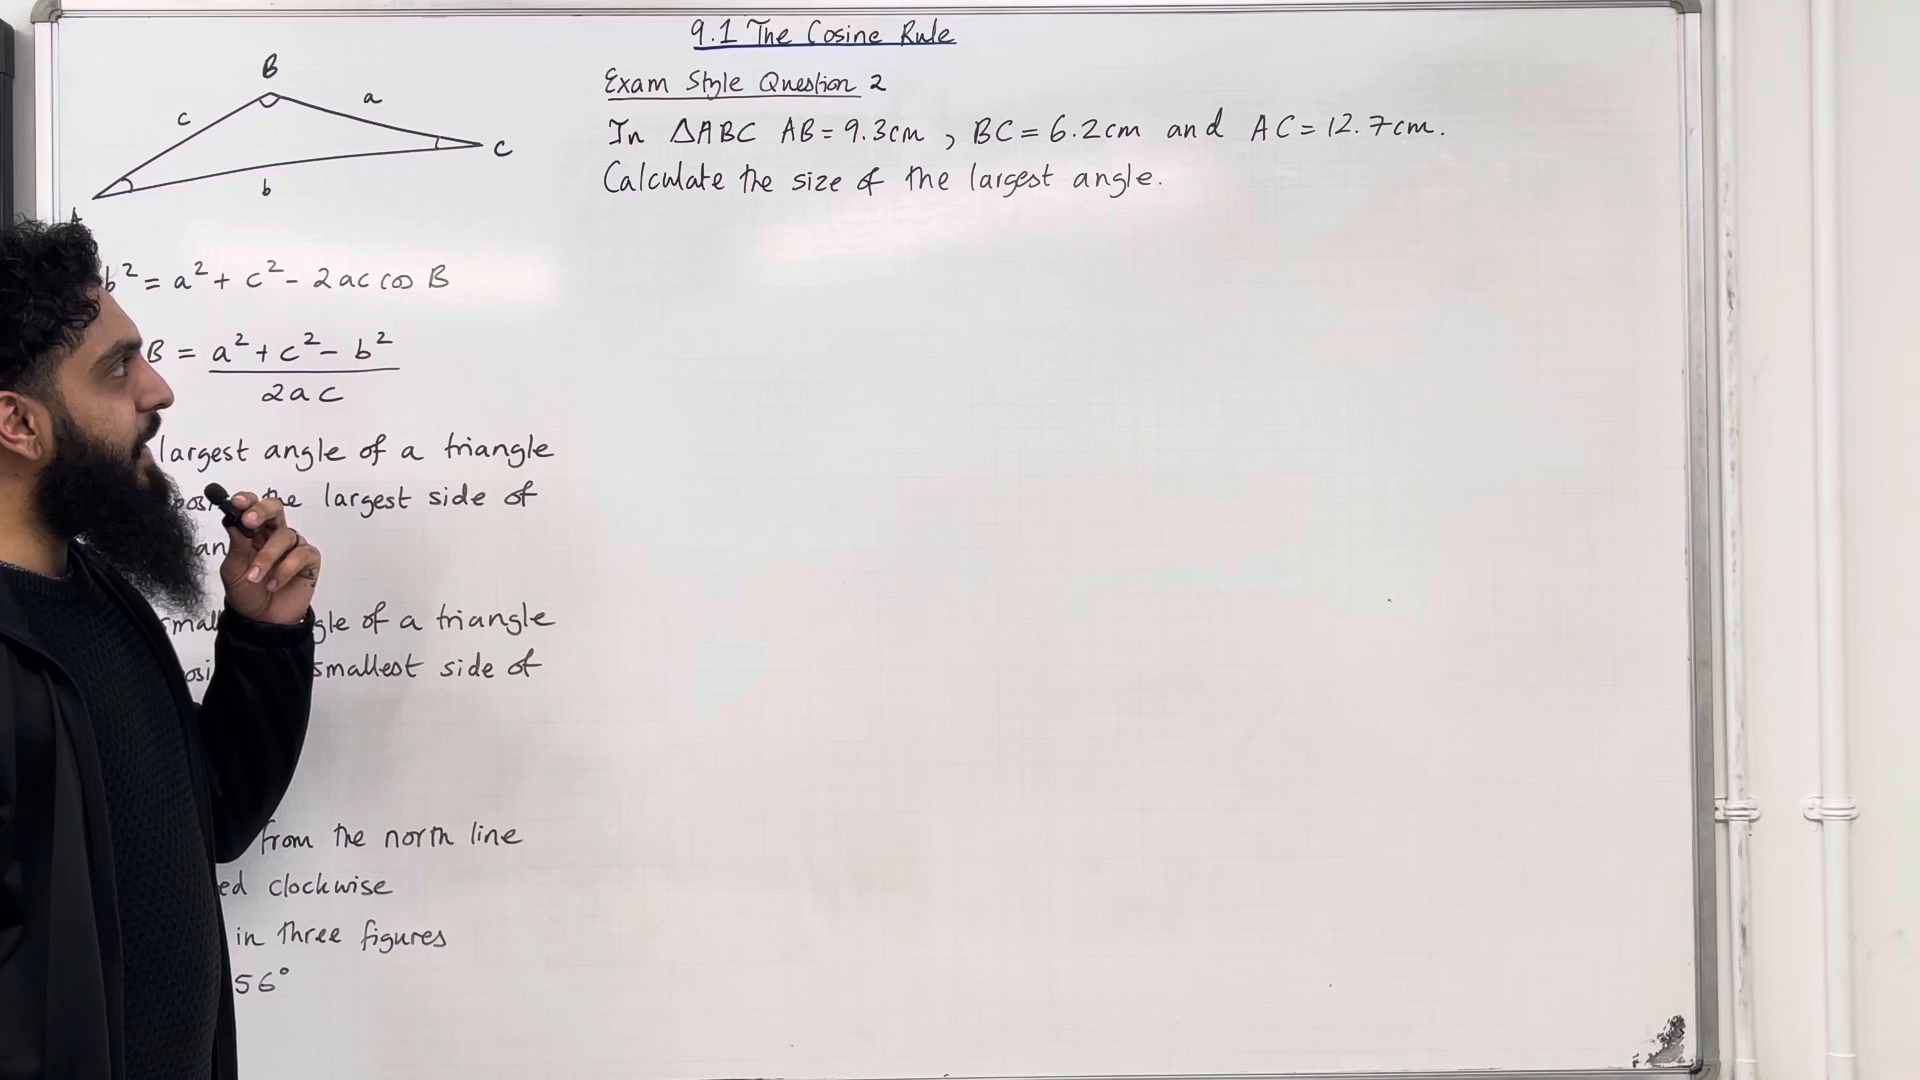 9.1 The Cosine Rule
B
c
a
C
b
Exam Style Question 2
In △ABC AB = 9.3cm, BC = 6.2cm and AC = 12.7cm.
Calculate the size of the largest angle.
b² = a² + c² - 2ac cos B
B = a² + c² - b²
2ac
largest angle of a triangle
the largest side of
of a triangle
smallest side of
from the north line
clockwise
in three figures
56°